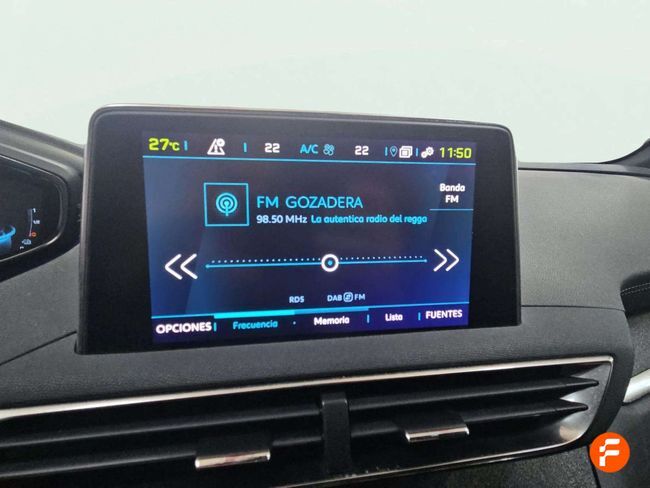 27°C 22 A/C 22 11:50
FM GOZADERA
Banda
FM
98.50 MHz La autentica radio del regga
RDS DAB FM
OPCIONES Frecuencia Memoria Lista FUENTES